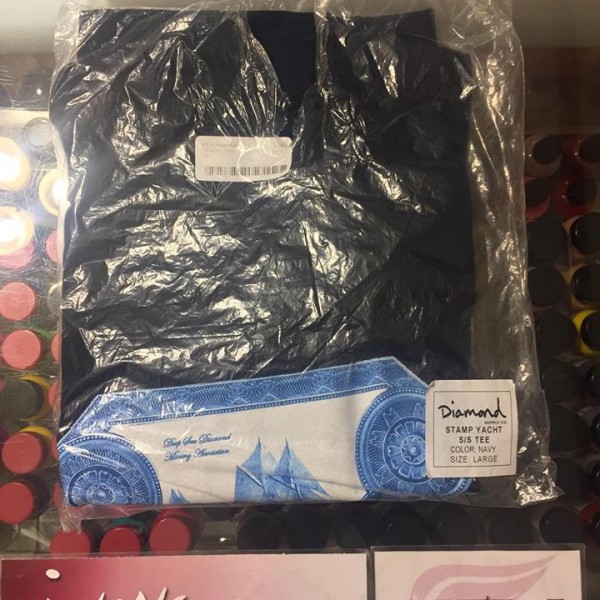 Deep Sea Diamond
Mining Association
Diamond
SUPPLY CO
STAMP YACHT
S/S TEE
COLOR: NAVY
SIZE: LARGE